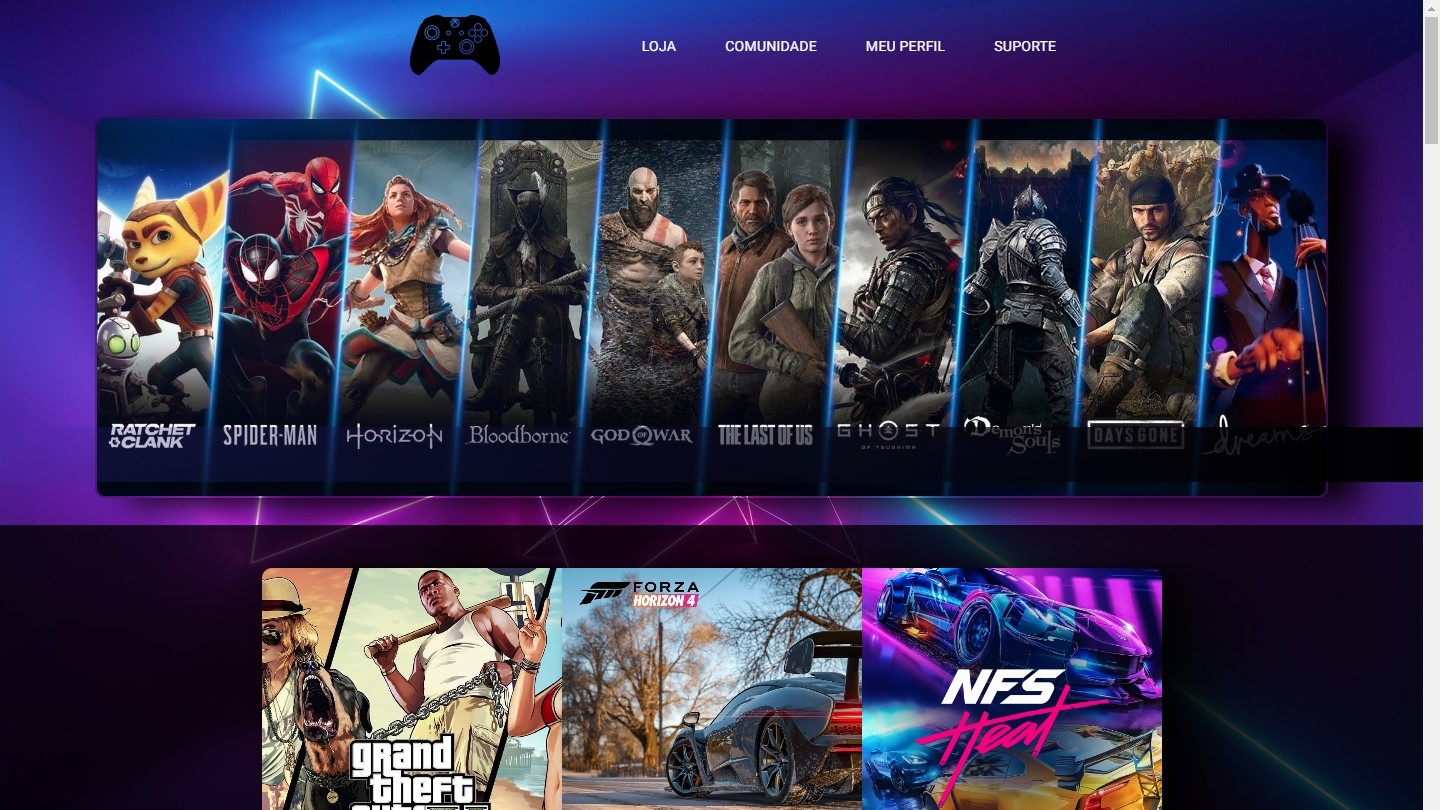 LOJA COMUNIDADE MEU PERFIL SUPORTE
RATCHET
& CLANK
SPIDER-MAN
HORIZON
Bloodborne
GOD OF WAR
THE LAST OF US
GHOST
OF TSUSHIMA
Demon's
Souls
DAYS GONE
dreams
FORZA
HORIZON 4
NFS
Heat
grand
theft